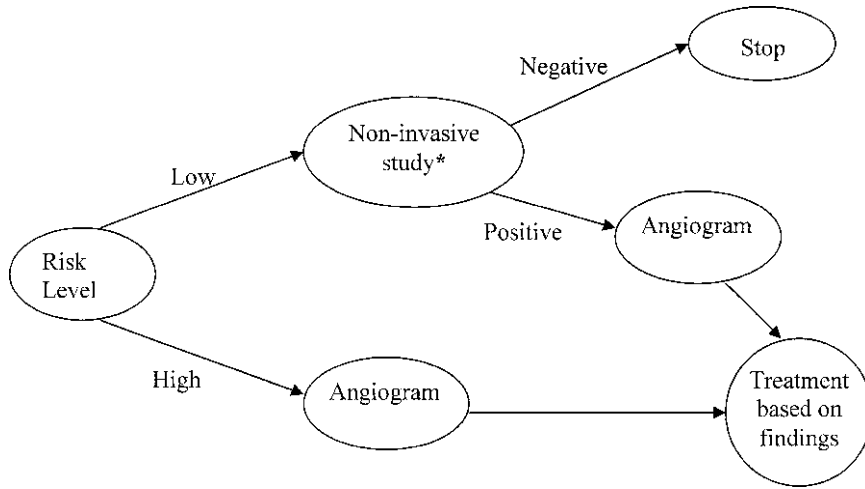 Stop
Negative
Non-invasive
study*
Low
Positive
Angiogram
Risk
Level
High
Angiogram
Treatment
based on
findings